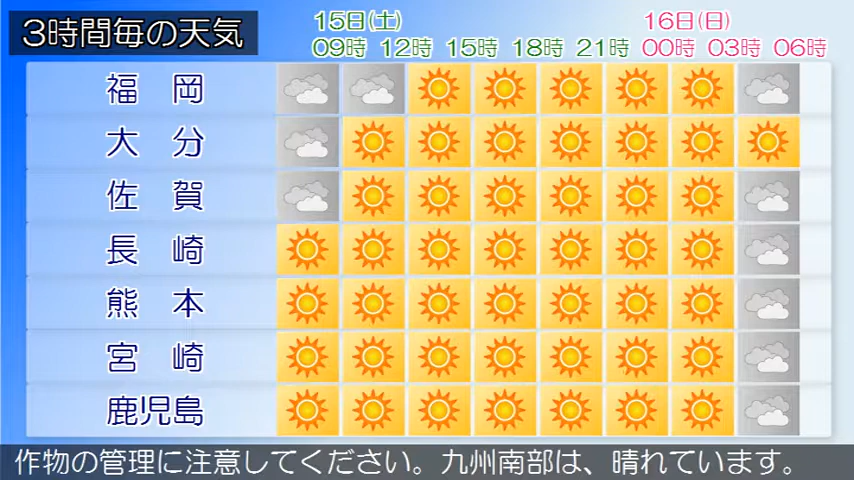 3時間毎の天気
15日(土) 16日(日)
09時 12時 15時 18時 21時 00時 03時 06時
福岡
大分
佐賀
長崎
熊本
宮崎
鹿児島
作物の管理に注意してください。九州南部は、晴れています。